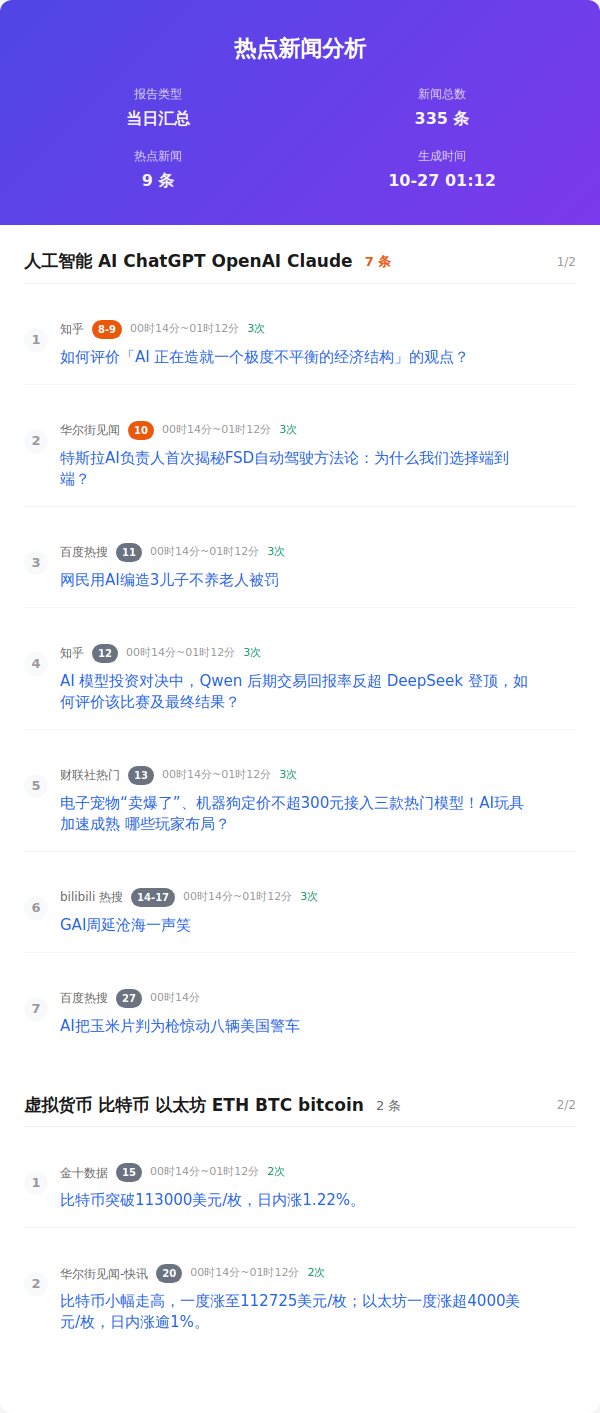 热点新闻分析
报告类型
新闻总数
当日汇总
335 条
热点新闻
生成时间
9 条
10-27 01:12
人工智能 AI ChatGPT OpenAI Claude 7 条 1/2
1
知乎 8-9 00时14分~01时12分 3次
如何评价「AI 正在造就一个极度不平衡的经济结构」的观点？
2
华尔街见闻 10 00时14分~01时12分 3次
特斯拉AI负责人首次揭秘FSD自动驾驶方法论：为什么我们选择端到
端？
3
百度热搜 11 00时14分~01时12分 3次
网民用AI编造3儿子不养老人被罚
4
知乎 12 00时14分~01时12分 3次
AI 模型投资对决中，Qwen 后期交易回报率反超 DeepSeek 登顶，如
何评价该比赛及最终结果？
5
财联社热门 13 00时14分~01时12分 3次
电子宠物“卖爆了”、机器狗定价不超300元接入三款热门模型！AI玩具
加速成熟 哪些玩家布局？
6
bilibili 热搜 14-17 00时14分~01时12分 3次
GAI周延沧海一声笑
7
百度热搜 27 00时14分
AI把玉米片判为枪惊动八辆美国警车
虚拟货币 比特币 以太坊 ETH BTC bitcoin 2 条 2/2
1
金十数据 15 00时14分~01时12分 2次
比特币突破113000美元/枚，日内涨1.22%。
2
华尔街见闻-快讯 20 00时14分~01时12分 2次
比特币小幅走高，一度涨至112725美元/枚；以太坊一度涨超4000美
元/枚，日内涨逾1%。